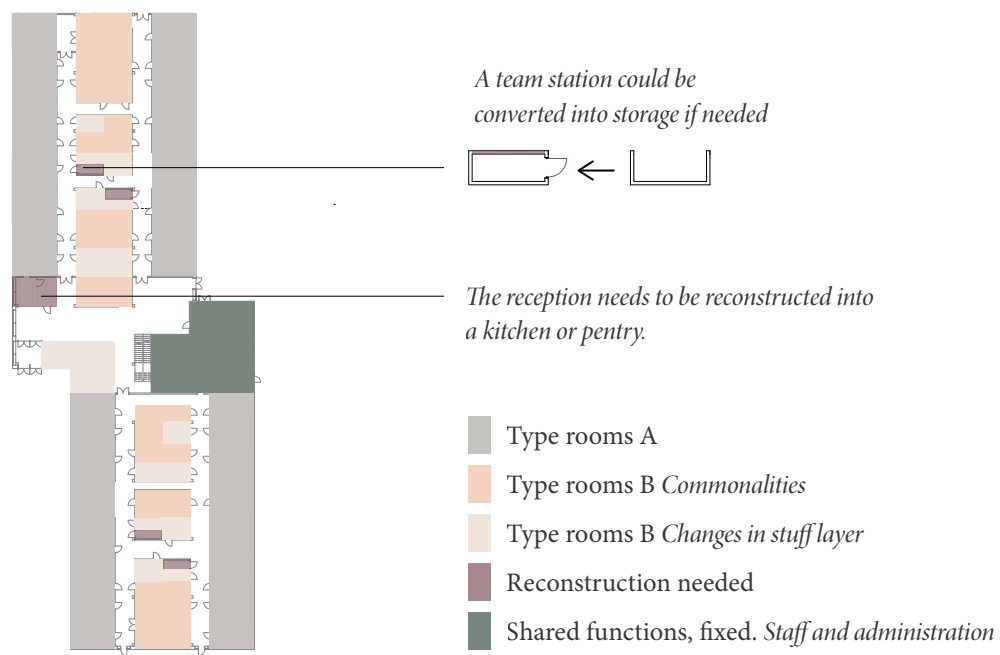 A team station could be
converted into storage if needed
The reception needs to be reconstructed into
a kitchen or pentry.
Type rooms A
Type rooms B Commonalities
Type rooms B Changes in stuff layer
Reconstruction needed
Shared functions, fixed. Staff and administration